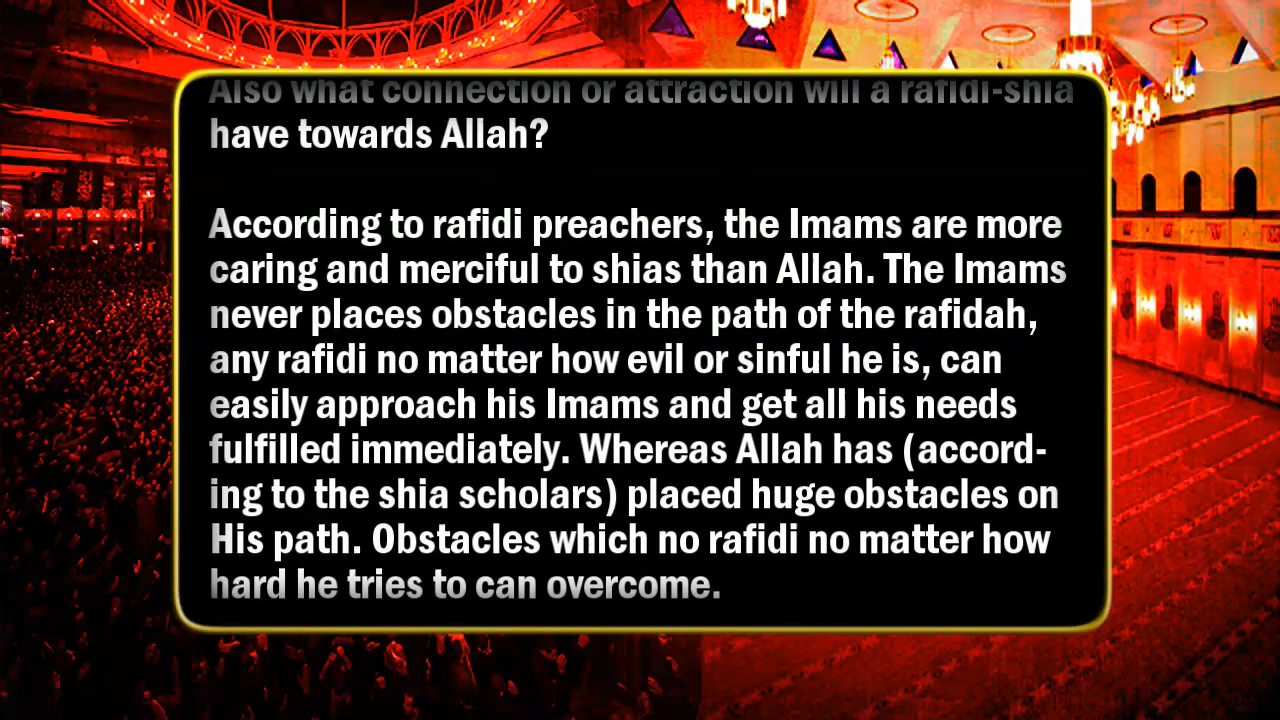 Also what connection or attraction will a rafidi-shia
have towards Allah?
According to rafidi preachers, the Imams are more
caring and merciful to shias than Allah. The Imams
never places obstacles in the path of the rafidah,
any rafidi no matter how evil or sinful he is, can
easily approach his Imams and get all his needs
fulfilled immediately. Whereas Allah has (accord-
ing to the shia scholars) placed huge obstacles on
His path. Obstacles which no rafidi no matter how
hard he tries to can overcome.